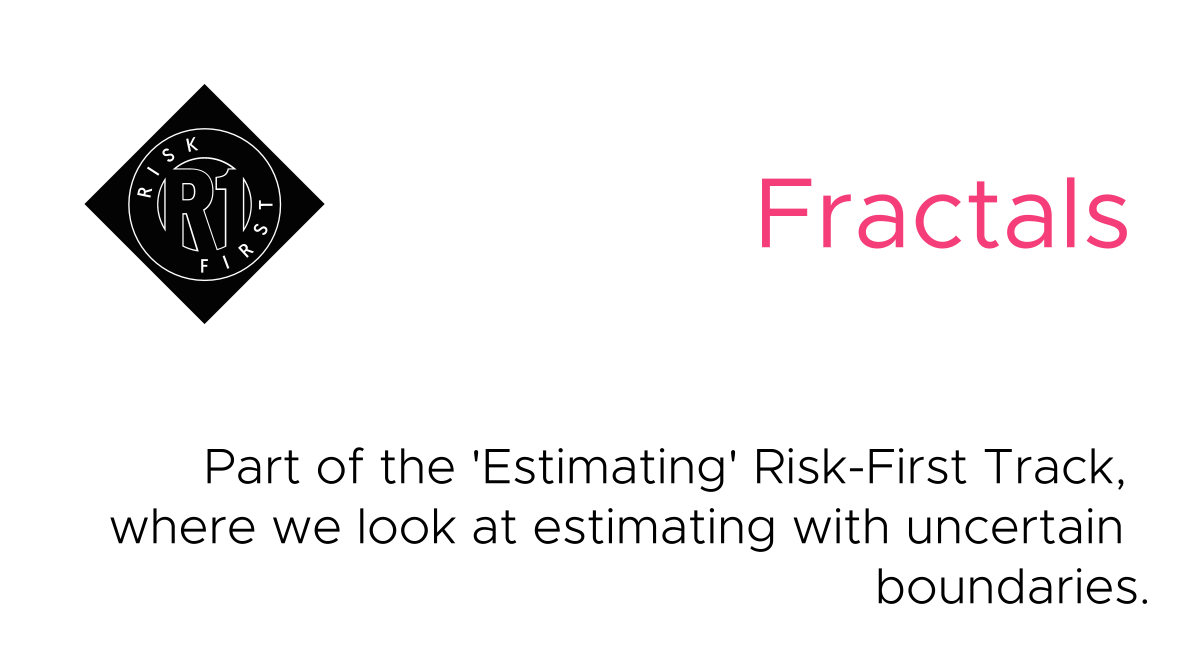 RISK
R1
FIRST
Fractals
Part of the 'Estimating' Risk-First Track,
where we look at estimating with uncertain
boundaries.